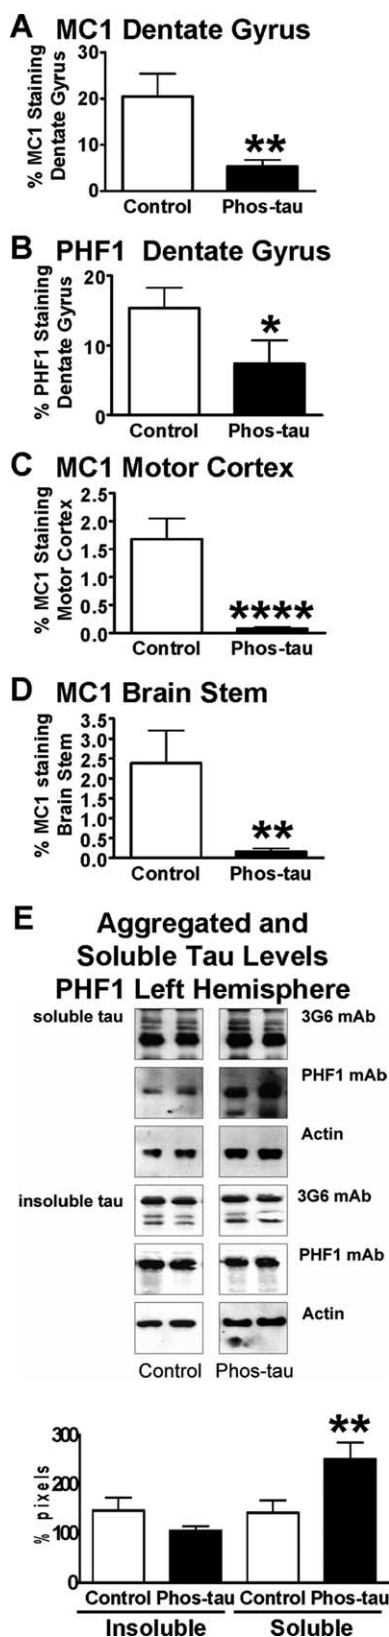 A MC1 Dentate Gyrus
% MC1 Staining
Dentate Gyrus
30
20
10
0
**
Control Phos-tau
B PHF1 Dentate Gyrus
% PHF1 Staining
Dentate Gyrus
20
10
0
*
Control Phos-tau
C MC1 Motor Cortex
% MC1 Staining
Motor Cortex
2.5
2.0
1.5
1.0
0.5
0.0
****
Control Phos-tau
D MC1 Brain Stem
% MC1 staining
Brain Stem
3.5
3.0
2.5
2.0
1.5
1.0
0.5
0.0
**
Control Phos-tau
E Aggregated and
Soluble Tau Levels
PHF1 Left Hemisphere
soluble tau 3G6 mAb
PHF1 mAb
Actin
insoluble tau 3G6 mAb
PHF1 mAb
Actin
Control Phos-tau
% pixels
300
200
100
0
**
Control Phos-tau Control Phos-tau
Insoluble Soluble